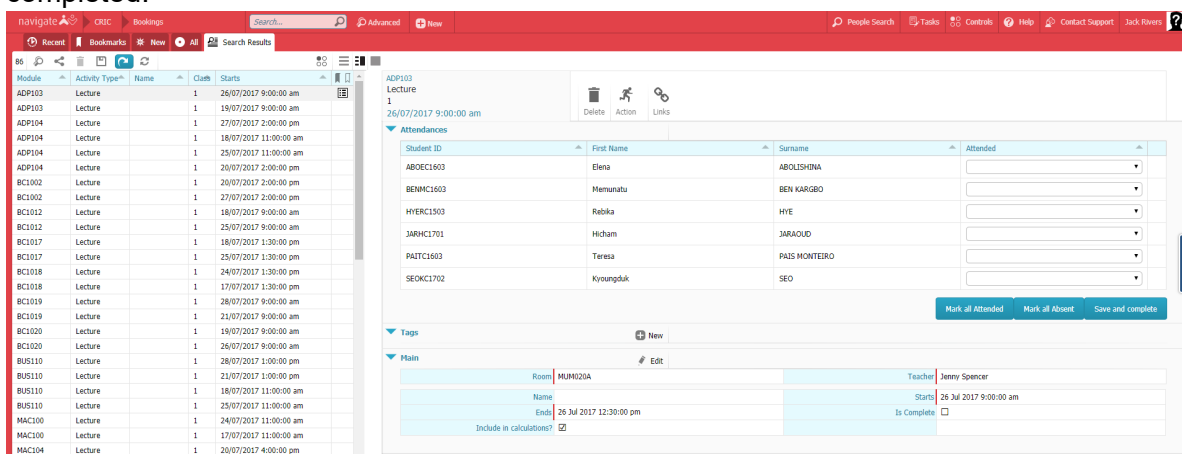 completed.
navigate CRIC Bookings Search... Advanced New People Search Tasks Controls Help Contact Support Jack Rivers
Recent Bookmarks New All Search Results
86
Module Activity Type Name Class Starts
ADP103 Lecture 1 26/07/2017 9:00:00 am
ADP103 Lecture 1 19/07/2017 9:00:00 am
ADP104 Lecture 1 27/07/2017 2:00:00 pm
ADP104 Lecture 1 18/07/2017 11:00:00 am
ADP104 Lecture 1 25/07/2017 11:00:00 am
ADP104 Lecture 1 20/07/2017 2:00:00 pm
BC1002 Lecture 1 20/07/2017 2:00:00 pm
BC1002 Lecture 1 27/07/2017 2:00:00 pm
BC1012 Lecture 1 18/07/2017 9:00:00 am
BC1012 Lecture 1 25/07/2017 9:00:00 am
BC1017 Lecture 1 18/07/2017 1:30:00 pm
BC1017 Lecture 1 25/07/2017 1:30:00 pm
BC1018 Lecture 1 24/07/2017 1:30:00 pm
BC1018 Lecture 1 17/07/2017 1:30:00 pm
BC1019 Lecture 1 28/07/2017 9:00:00 am
BC1019 Lecture 1 21/07/2017 9:00:00 am
BC1020 Lecture 1 19/07/2017 9:00:00 am
BC1020 Lecture 1 26/07/2017 9:00:00 am
BUS110 Lecture 1 28/07/2017 1:00:00 pm
BUS110 Lecture 1 21/07/2017 1:00:00 pm
BUS110 Lecture 1 18/07/2017 11:00:00 am
BUS110 Lecture 1 25/07/2017 11:00:00 am
MAC100 Lecture 1 24/07/2017 11:00:00 am
MAC100 Lecture 1 17/07/2017 11:00:00 am
MAC104 Lecture 1 20/07/2017 4:00:00 pm
ADP103
Lecture
1
26/07/2017 9:00:00 am
Delete Action Links
Attendances
Student ID First Name Surname Attended
ABOEC1603 Elena ABOLISHINA
BENMC1603 Memunatu BEN KARGBO
HYERC1503 Rebika HYE
JARHC1701 Hicham JARAOUD
PAITC1603 Teresa PAIS MONTEIRO
SEOKC1702 Kyoungduk SEO
Mark all Attended Mark all Absent Save and complete
Tags New
Main Edit
Room MUM020A Teacher Jenny Spencer
Name Starts 26 Jul 2017 9:00:00 am
Ends 26 Jul 2017 12:30:00 pm Is Complete
Include in calculations?